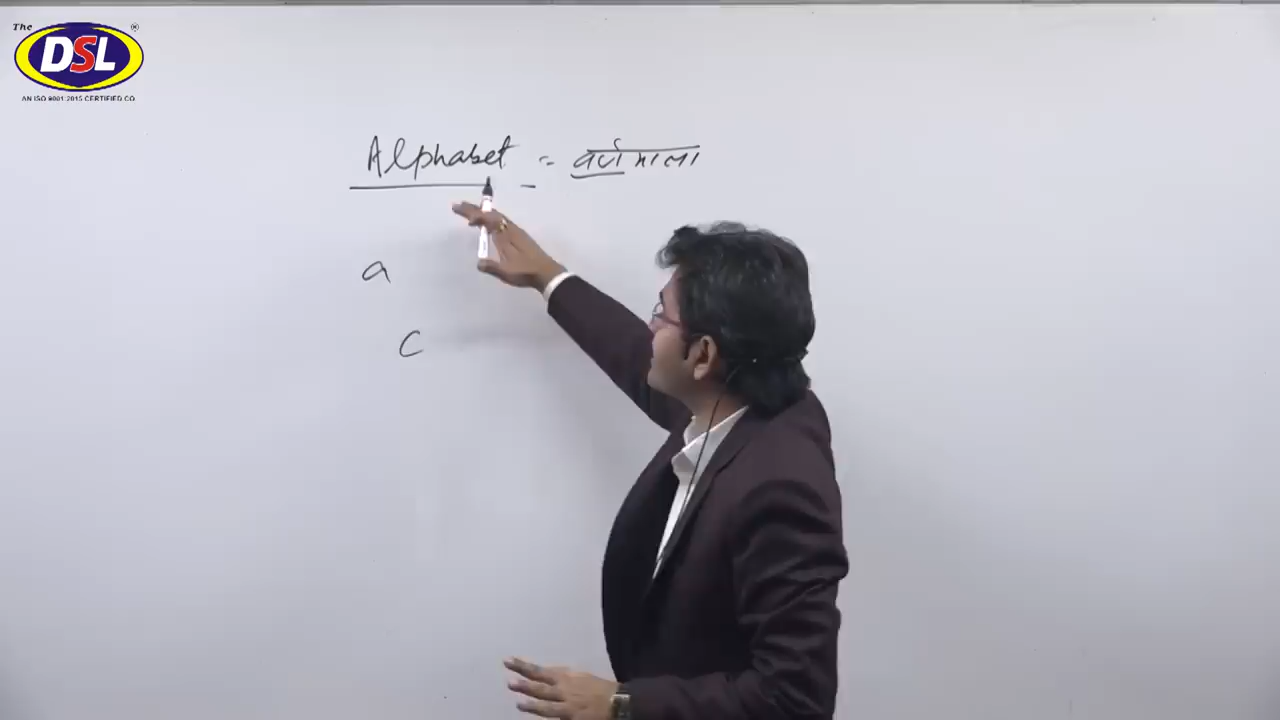 The
DSL
®
AN ISO 9001:2015 CERTIFIED CO
Alphabet = वर्णमाला
a
c